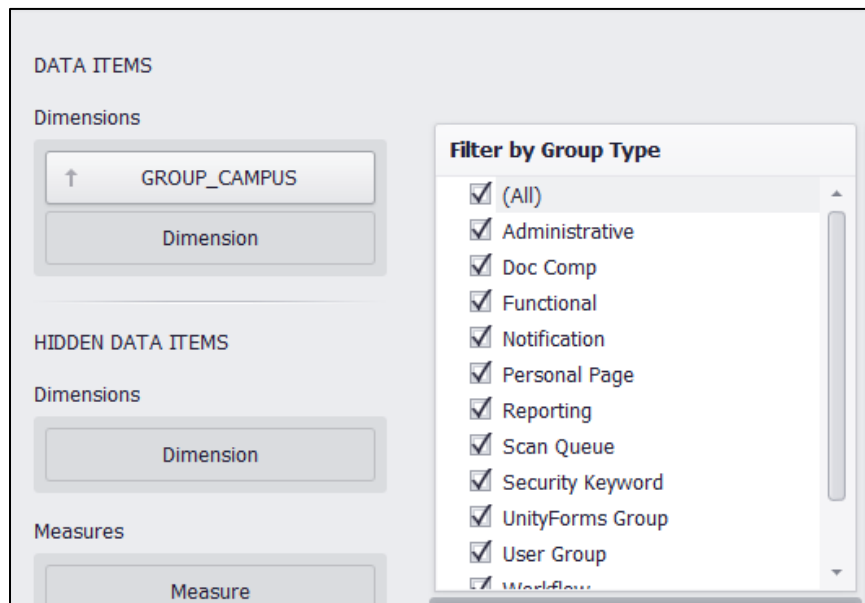 DATA ITEMS
Dimensions
GROUP_CAMPUS
Dimension
HIDDEN DATA ITEMS
Dimensions
Dimension
Measures
Measure
Filter by Group Type
(All)
Administrative
Doc Comp
Functional
Notification
Personal Page
Reporting
Scan Queue
Security Keyword
UnityForms Group
User Group
Workflow